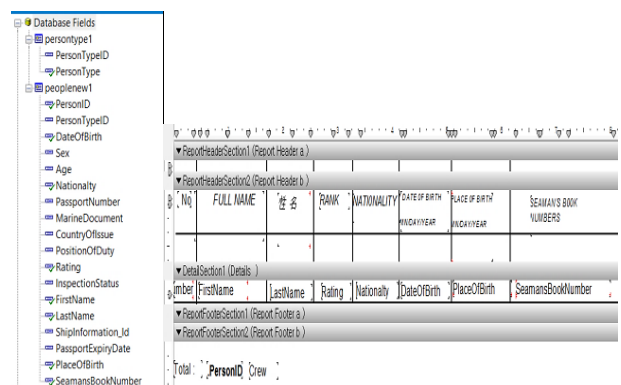 Database Fields
persontype1
PersonTypeID
PersonType
peoplenew1
PersonID
PersonTypeID
DateOfBirth
Sex
Age
Nationalty
PassportNumber
MarineDocument
CountryOfIssue
PositionOfDuty
Rating
InspectionStatus
FirstName
LastName
ShipInformation_Id
PassportExpiryDate
PlaceOfBirth
SeamansBookNumber
ReportHeaderSection1 (Report Header a )
ReportHeaderSection2 (Report Header b )
No FULL NAME 姓 名 RANK NATIONALITY DATE OF BIRTH PLACE OF BIRTH SEAMAN'S BOOK
MN/DAY/YEAR MN/DAY/YEAR NUMBERS
DetailSection1 (Details )
mber FirstName LastName Rating Nationalty DateOfBirth PlaceOfBirth SeamansBookNumber
ReportFooterSection1 (Report Footer a )
ReportFooterSection2 (Report Footer b )
Total : PersonID Crew